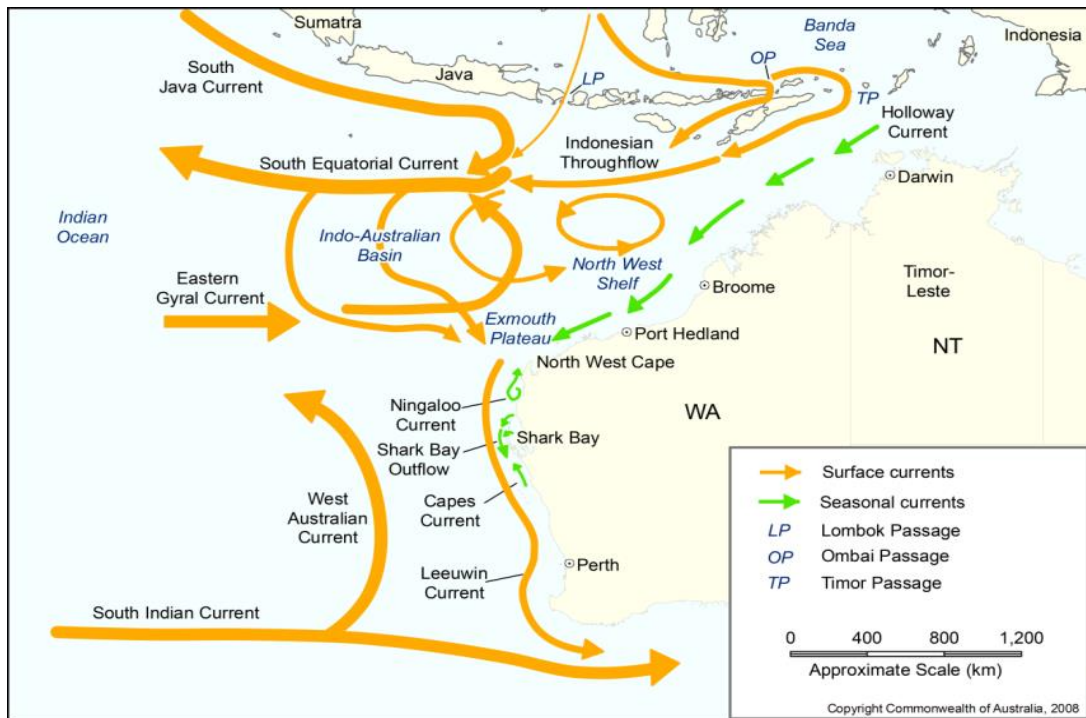 Sumatra
Banda
Sea
Indonesia
South
Java Current
Java
LP
OP
TP
Holloway
Current
South Equatorial Current
Indonesian
Throughflow
Darwin
Indian
Ocean
Indo-Australian
Basin
North West
Shelf
Eastern
Gyral Current
Broome
Timor-
Leste
Exmouth
Plateau
Port Hedland
NT
North West Cape
Ningaloo
Current
WA
Shark Bay
Shark Bay
Outflow
Capes
Current
West
Australian
Current
Perth
Leeuwin
Current
South Indian Current
Surface currents
Seasonal currents
LP Lombok Passage
OP Ombai Passage
TP Timor Passage
0 400 800 1,200
Approximate Scale (km)
Copyright Commonwealth of Australia, 2008